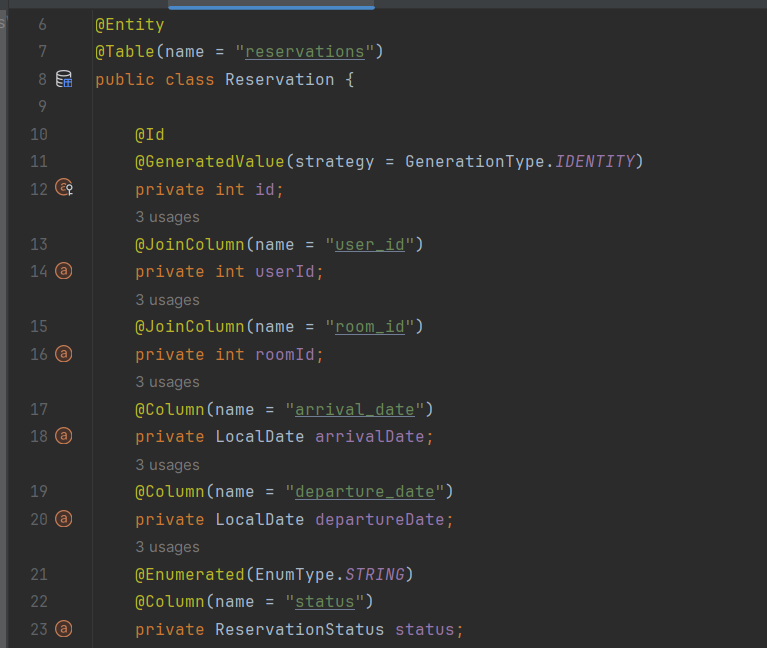 6 @Entity
7 @Table(name = "reservations")
8 public class Reservation {
9
10 @Id
11 @GeneratedValue(strategy = GenerationType.IDENTITY)
12 private int id;
3 usages
13 @JoinColumn(name = "user_id")
14 private int userId;
3 usages
15 @JoinColumn(name = "room_id")
16 private int roomId;
3 usages
17 @Column(name = "arrival_date")
18 private LocalDate arrivalDate;
3 usages
19 @Column(name = "departure_date")
20 private LocalDate departureDate;
3 usages
21 @Enumerated(EnumType.STRING)
22 @Column(name = "status")
23 private ReservationStatus status;